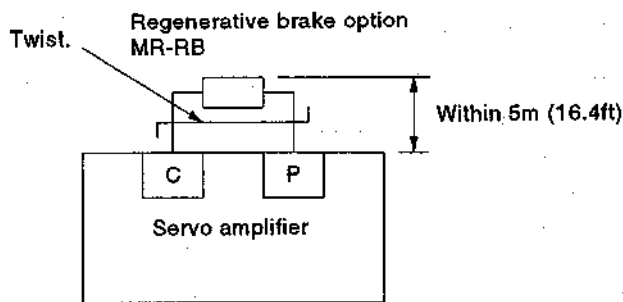 Regenerative brake option
MR-RB
Twist.
Within 5m (16.4ft)
C
P
Servo amplifier